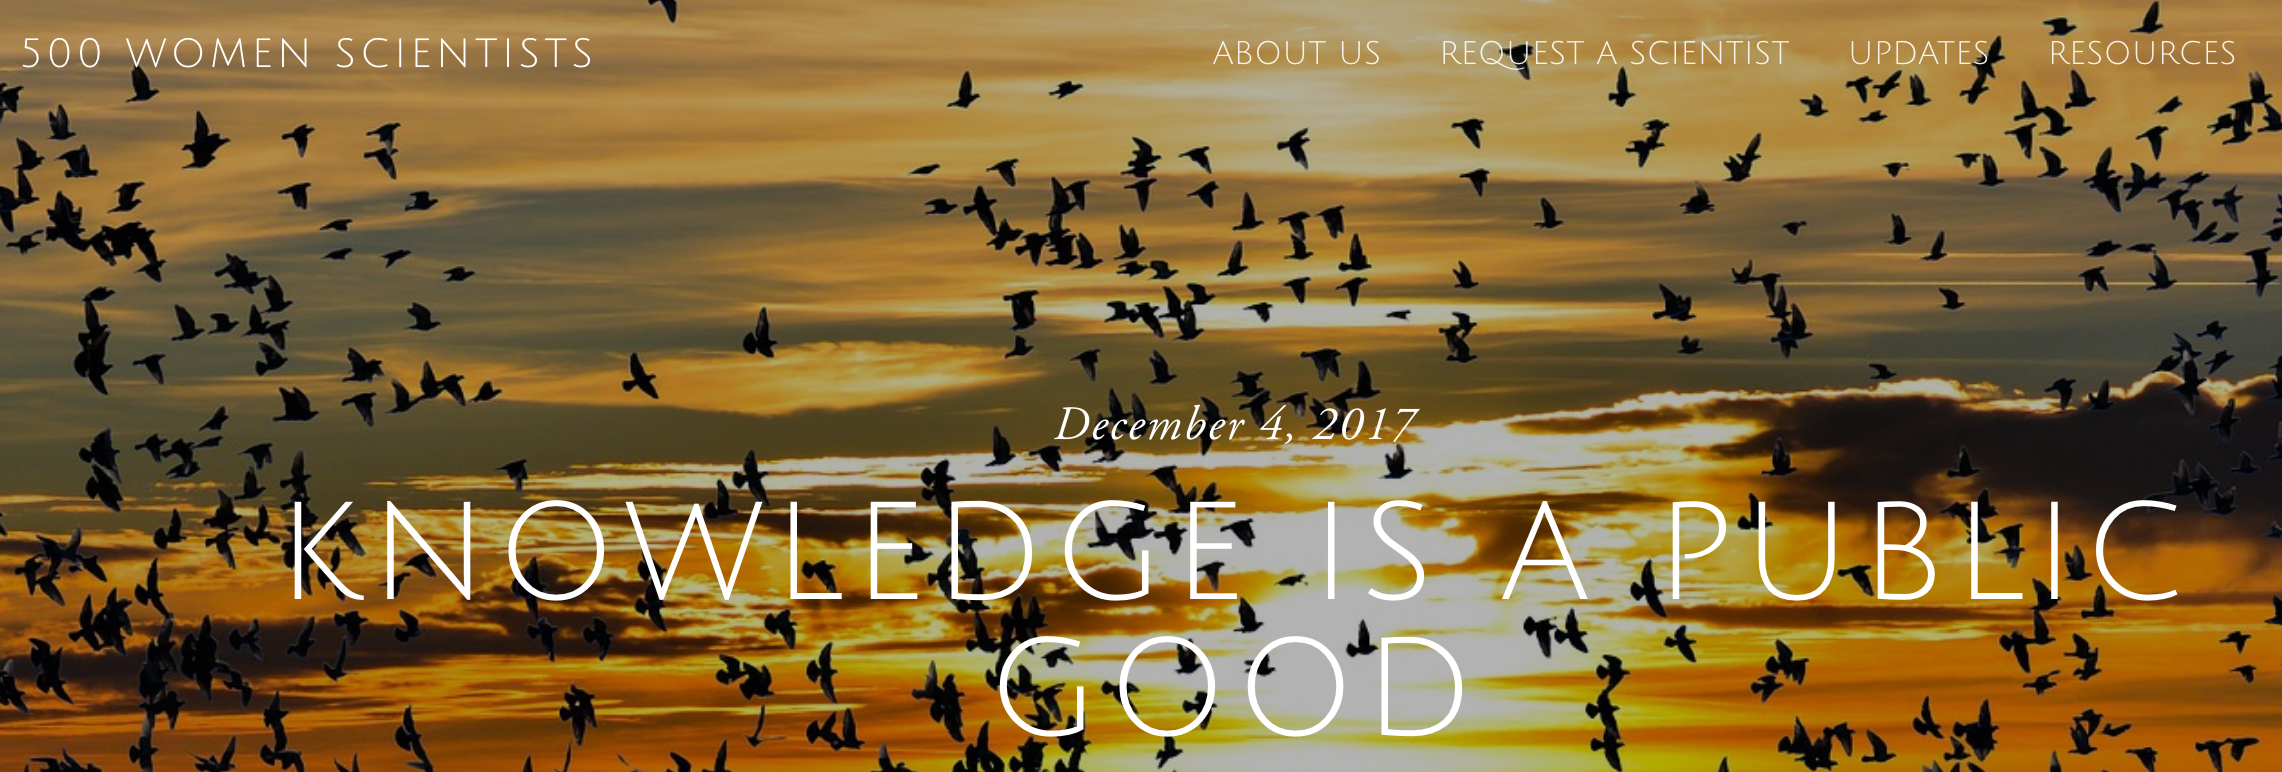 500 WOMEN SCIENTISTS
ABOUT US REQUEST A SCIENTIST UPDATES RESOURCES
December 4, 2017
KNOWLEDGE IS A PUBLIC
GOOD